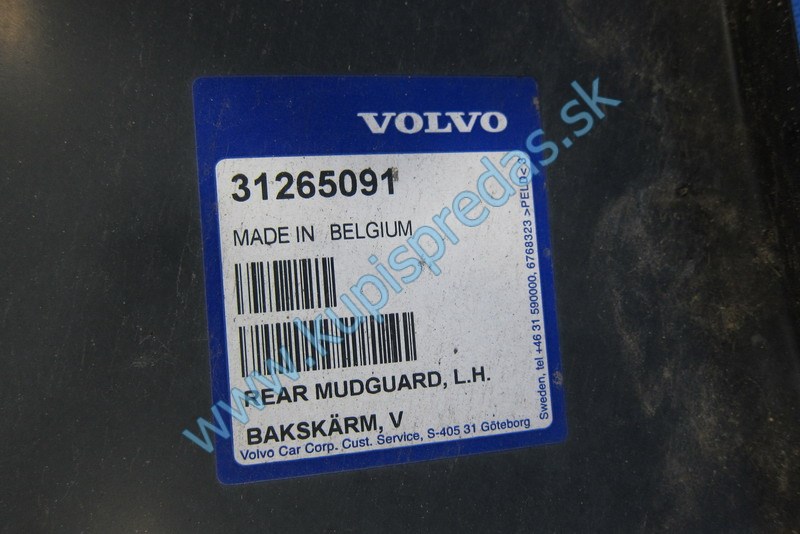 VOLVO
31265091
MADE IN BELGIUM
REAR MUDGUARD, L.H.
BAKSKÄRM, V
Volvo Car Corp. Cust. Service, S-405 31 Göteborg
Sweden, tel +46 31 590000, 6768323 >PELD<
www.kupispredas.sk